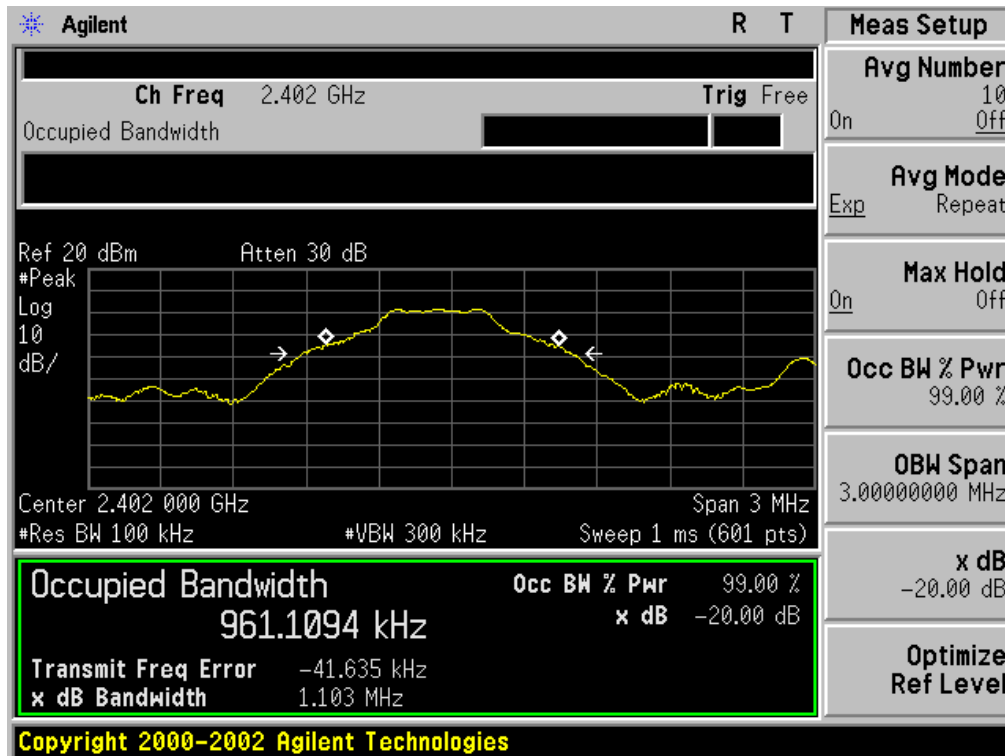 Agilent R T
Ch Freq 2.402 GHz Trig Free
Occupied Bandwidth
Ref 20 dBm Atten 30 dB
#Peak
Log
10
dB/
Center 2.402 000 GHz Span 3 MHz
#Res BW 100 kHz #VBW 300 kHz Sweep 1 ms (601 pts)
Occupied Bandwidth Occ BW % Pwr 99.00 %
961.1094 kHz x dB -20.00 dB
Transmit Freq Error -41.635 kHz
x dB Bandwidth 1.103 MHz
Copyright 2000-2002 Agilent Technologies
Meas Setup
Avg Number
10
On Off
Avg Mode
Exp Repeat
Max Hold
On Off
Occ BW % Pwr
99.00 %
OBW Span
3.00000000 MHz
x dB
-20.00 dB
Optimize
Ref Level